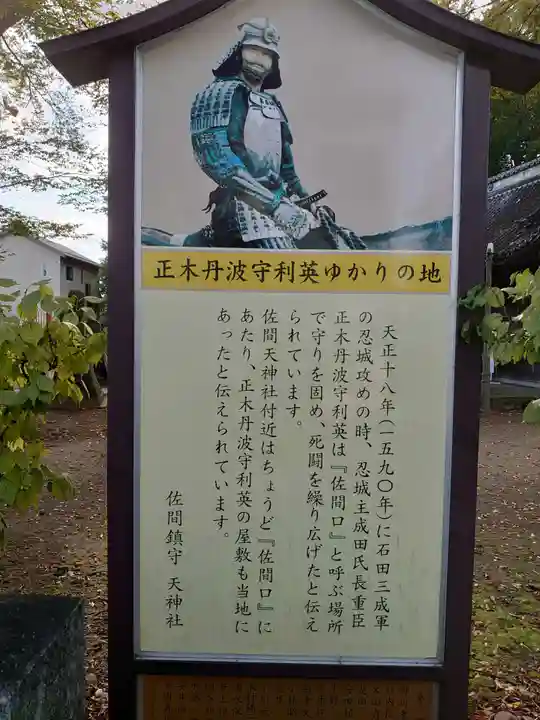 正木丹波守利英ゆかりの地
天正十八年(一五九〇年)に石田三成軍
の忍城攻めの時、忍城主成田氏長重臣
正木丹波守利英は『佐間口』と呼ぶ場所
で守りを固め、死闘を繰り広げたと伝え
られています。
佐間天神社付近はちょうど『佐間口』に
あたり、正木丹波守利英の屋敷も当地に
あったと伝えられています。
佐間鎮守 天神社